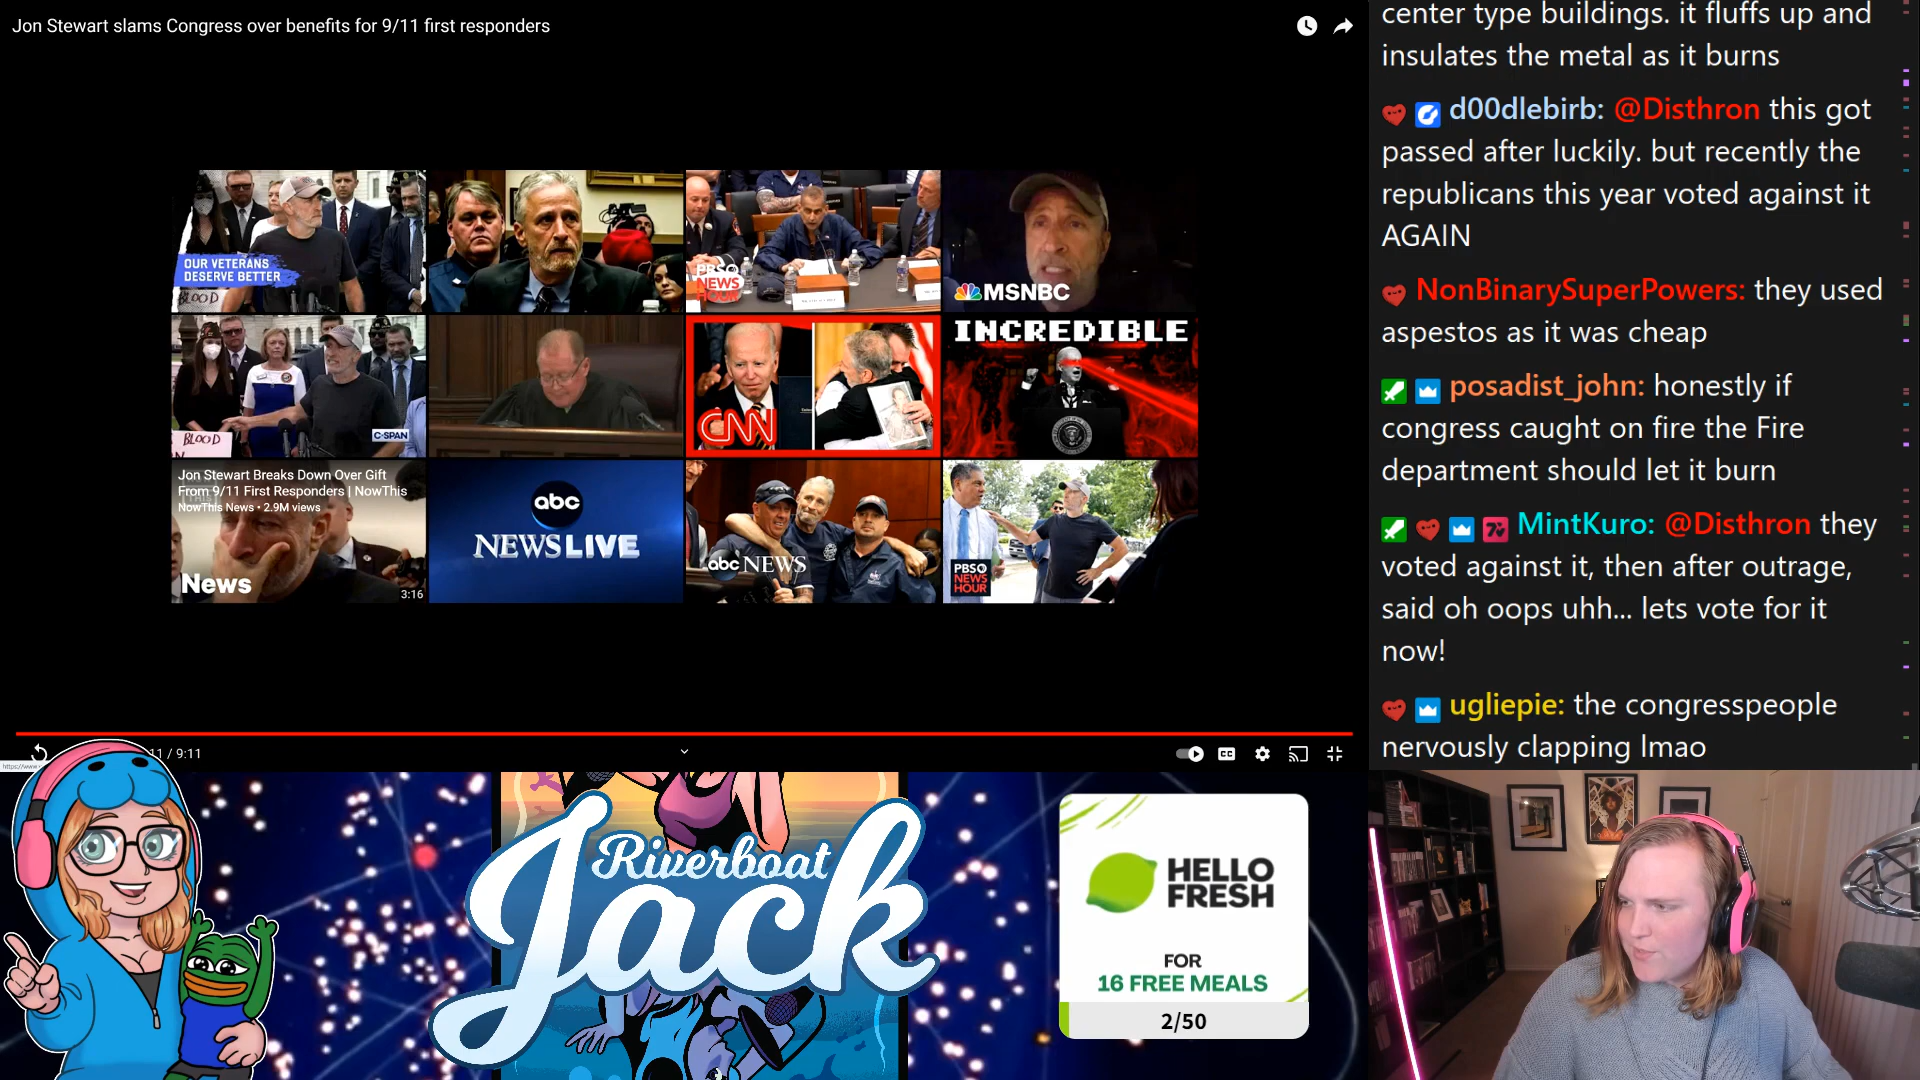 Jon Stewart slams Congress over benefits for 9/11 first responders
OUR VETERANS
DESERVE BETTER
BLOOD
PBS
NEWS
HOUR
MSNBC
BLOOD
C-SPAN
CNN
INCREDIBLE
Jon Stewart Breaks Down Over Gift
From 9/11 First Responders | NowThis
NowThis News • 2.9M views
News
3:16
abc
NEWS LIVE
abc NEWS
PBS
NEWS
HOUR
11 / 9:11
CC
Riverboat
Jack
HELLO
FRESH
FOR
16 FREE MEALS
2/50
center type buildings. it fluffs up and
insulates the metal as it burns
d00dlebirb: @Disthron this got
passed after luckily. but recently the
republicans this year voted against it
AGAIN
NonBinarySuperPowers: they used
aspestos as it was cheap
posadist_john: honestly if
congress caught on fire the Fire
department should let it burn
MintKuro: @Disthron they
voted against it, then after outrage,
said oh oops uhh... lets vote for it
now!
ugliepie: the congresspeople
nervously clapping lmao